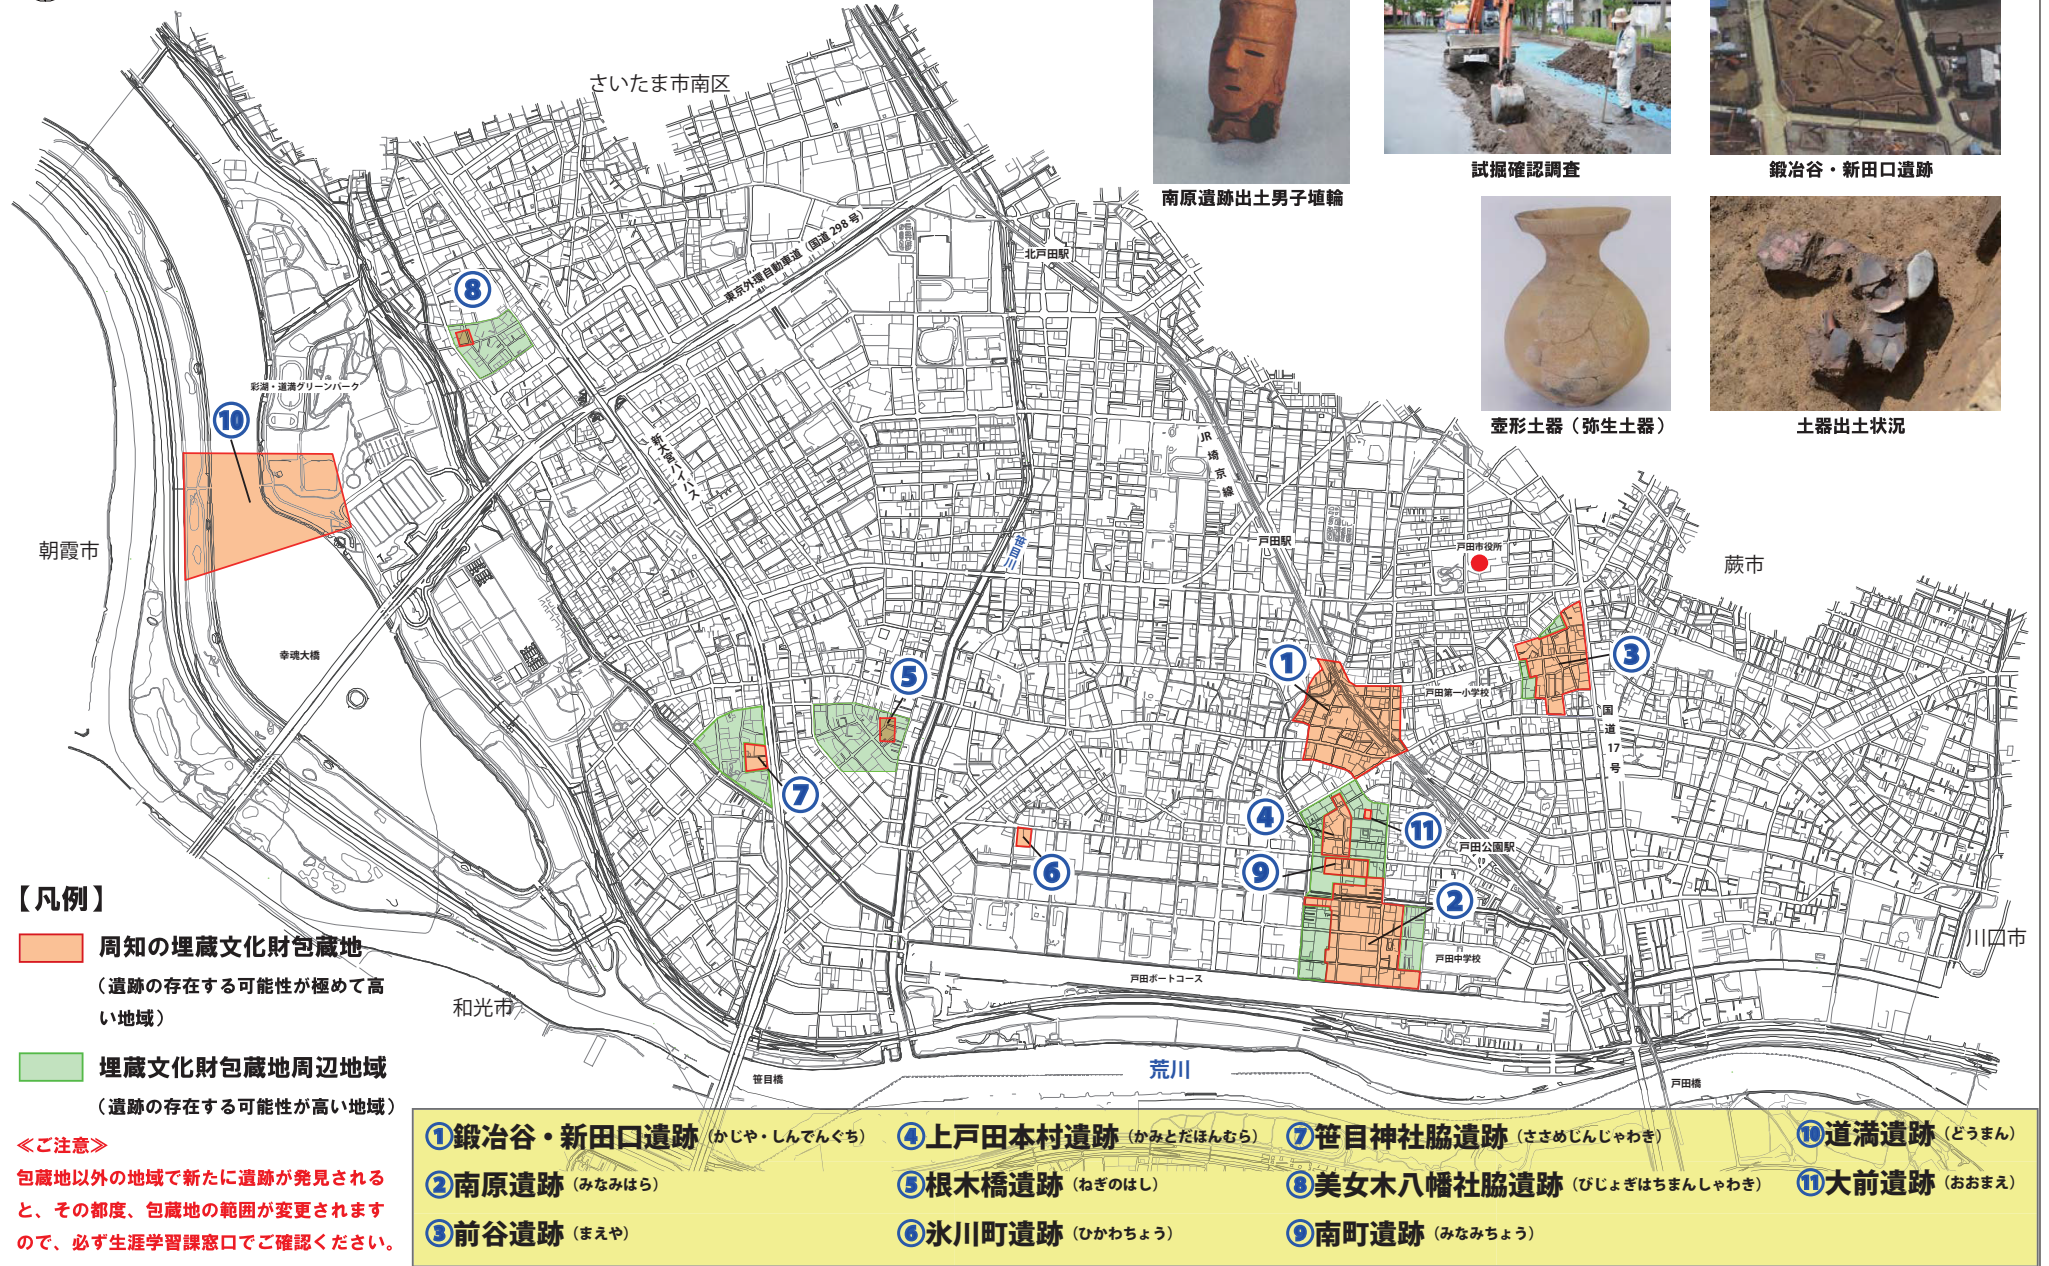 さいたま市南区
南原遺跡出土男子埴輪
試掘確認調査
鍛冶谷・新田口遺跡
壺形土器（弥生土器）
土器出土状況
北戸田駅
東京外環自動車道（国道298号）
⑧
彩湖・道満グリーンパーク
⑩
新大宮バイパス
JR埼京線
笹目川
戸田駅
戸田市役所
朝霞市
蕨市
幸魂大橋
①
③
⑤
戸田第一小学校
国道17号
⑦
④
⑪
戸田公園駅
⑥
⑨
②
川口市
戸田中学校
戸田ボートコース
和光市
荒川
笹目橋
戸田橋
【凡例】
周知の埋蔵文化財包蔵地
（遺跡の存在する可能性が極めて高
い地域）
埋蔵文化財包蔵地周辺地域
（遺跡の存在する可能性が高い地域）
≪ご注意≫
包蔵地以外の地域で新たに遺跡が発見される
と、その都度、包蔵地の範囲が変更されます
ので、必ず生涯学習課窓口でご確認ください。
①鍛冶谷・新田口遺跡（かじや・しんでんぐち）
②南原遺跡（みなみはら）
③前谷遺跡（まえや）
④上戸田本村遺跡（かみとだほんむら）
⑤根木橋遺跡（ねぎのはし）
⑥氷川町遺跡（ひかわちょう）
⑦笹目神社脇遺跡（ささめじんじゃわき）
⑧美女木八幡社脇遺跡（びじょぎはちまんしゃわき）
⑨南町遺跡（みなみちょう）
⑩道満遺跡（どうまん）
⑪大前遺跡（おおまえ）